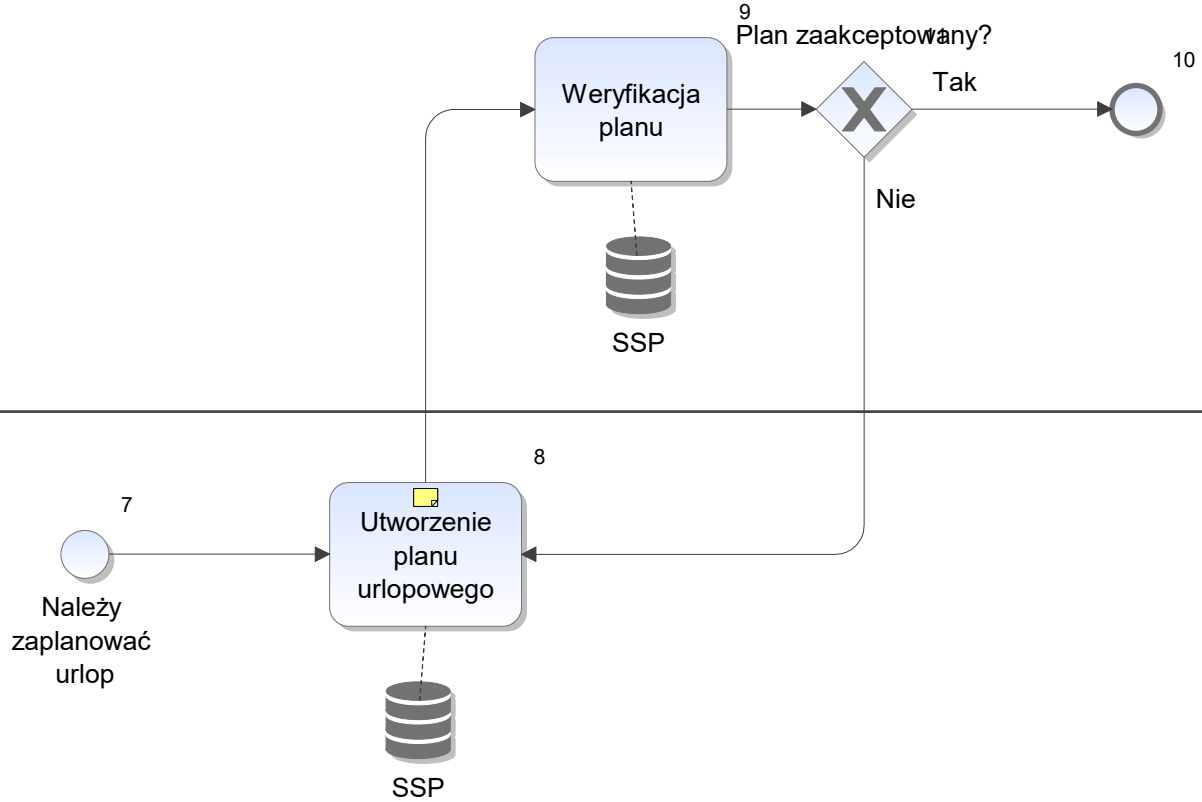 9
Plan zaakceptowany?
11
10
Tak
Weryfikacja
planu
Nie
SSP
8
7
Utworzenie
planu
urlopowego
Należy
zaplanować
urlop
SSP